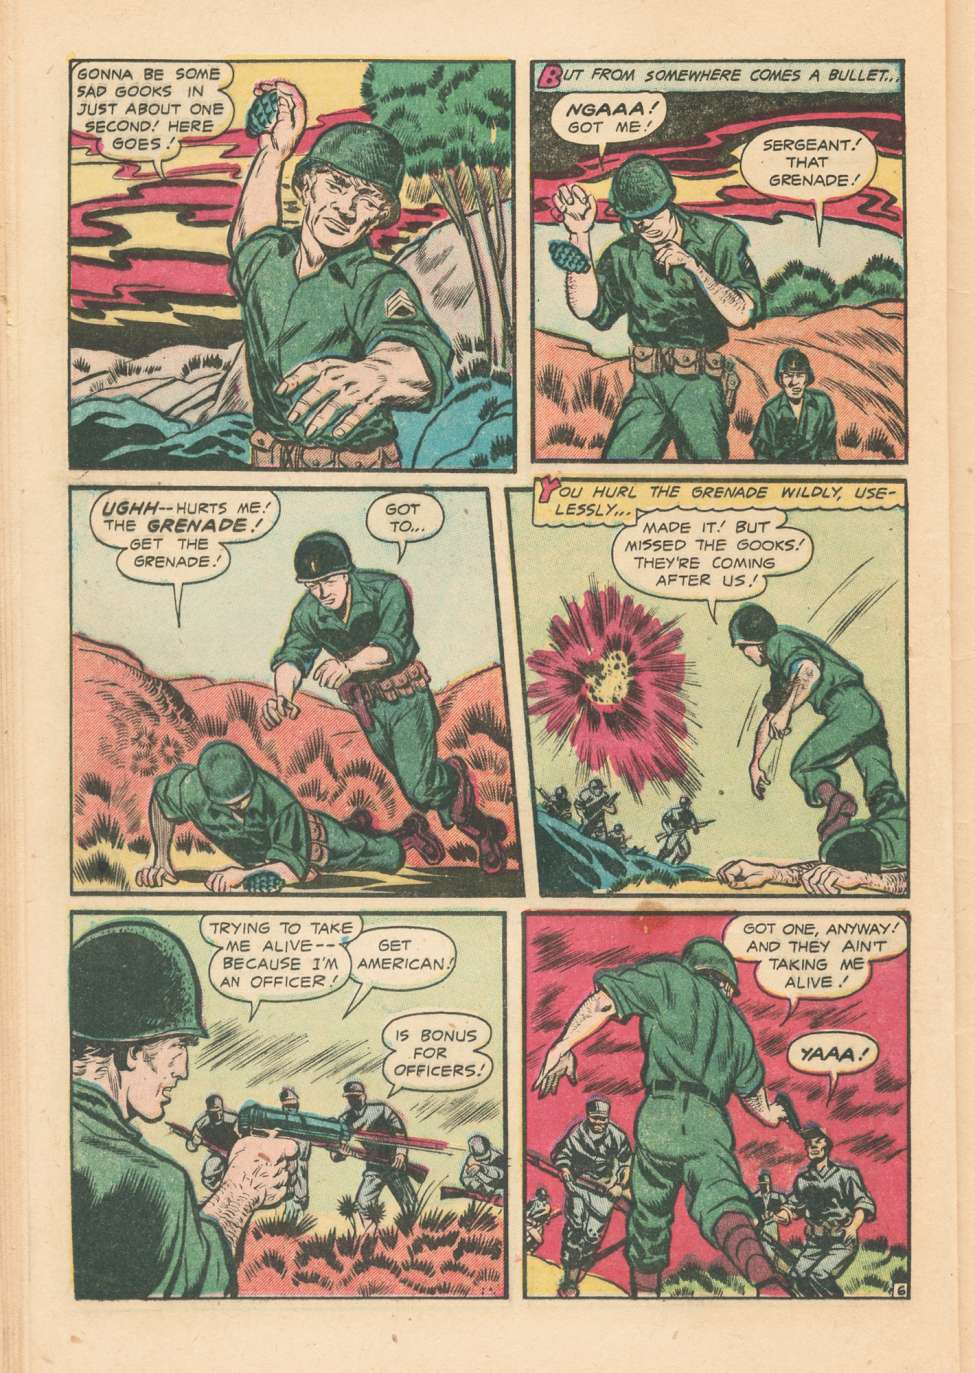 GONNA BE SOME
SAD GOOKS IN
JUST ABOUT ONE
SECOND! HERE
GOES!
BUT FROM SOMEWHERE COMES A BULLET...
NGAAA!
GOT ME!
SERGEANT!
THAT
GRENADE!
UGHH--HURTS ME!
THE GRENADE!
GET THE
GRENADE!
GOT
TO...
YOU HURL THE GRENADE WILDLY, USE-
LESSLY...
MADE IT! BUT
MISSED THE GOOKS!
THEY'RE COMING
AFTER US!
TRYING TO TAKE
ME ALIVE---
BECAUSE I'M
AN OFFICER!
GET
AMERICAN!
IS BONUS
FOR
OFFICERS!
GOT ONE, ANYWAY!
AND THEY AIN'T
TAKING ME
ALIVE!
YAAA!
6